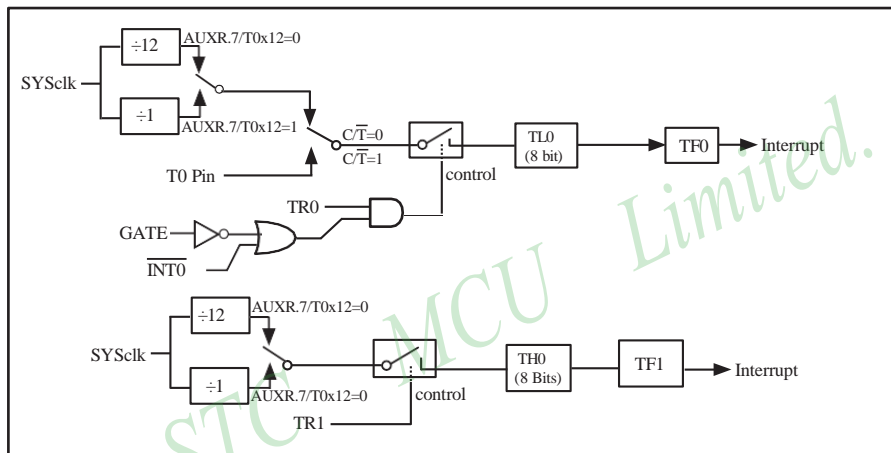 ÷12
AUXR.7/T0x12=0
SYSclk
÷1
AUXR.7/T0x12=1
C/T=0
C/T=1
T0 Pin
control
TL0
(8 bit)
TF0
Interrupt
TR0
GATE
INT0
÷12
AUXR.7/T0x12=0
SYSclk
÷1
AUXR.7/T0x12=0
control
TR1
TH0
(8 Bits)
TF1
Interrupt
STC MCU Limited.